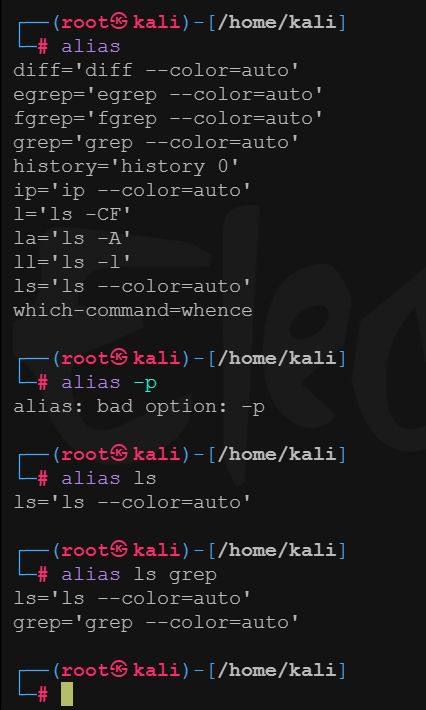 ┌──(root㉿kali)-[/home/kali]
└─# alias
diff='diff --color=auto'
egrep='egrep --color=auto'
fgrep='fgrep --color=auto'
grep='grep --color=auto'
history='history 0'
ip='ip --color=auto'
l='ls -CF'
la='ls -A'
ll='ls -l'
ls='ls --color=auto'
which-command=whence
┌──(root㉿kali)-[/home/kali]
└─# alias -p
alias: bad option: -p
┌──(root㉿kali)-[/home/kali]
└─# alias ls
ls='ls --color=auto'
┌──(root㉿kali)-[/home/kali]
└─# alias ls grep
ls='ls --color=auto'
grep='grep --color=auto'
┌──(root㉿kali)-[/home/kali]
└─#